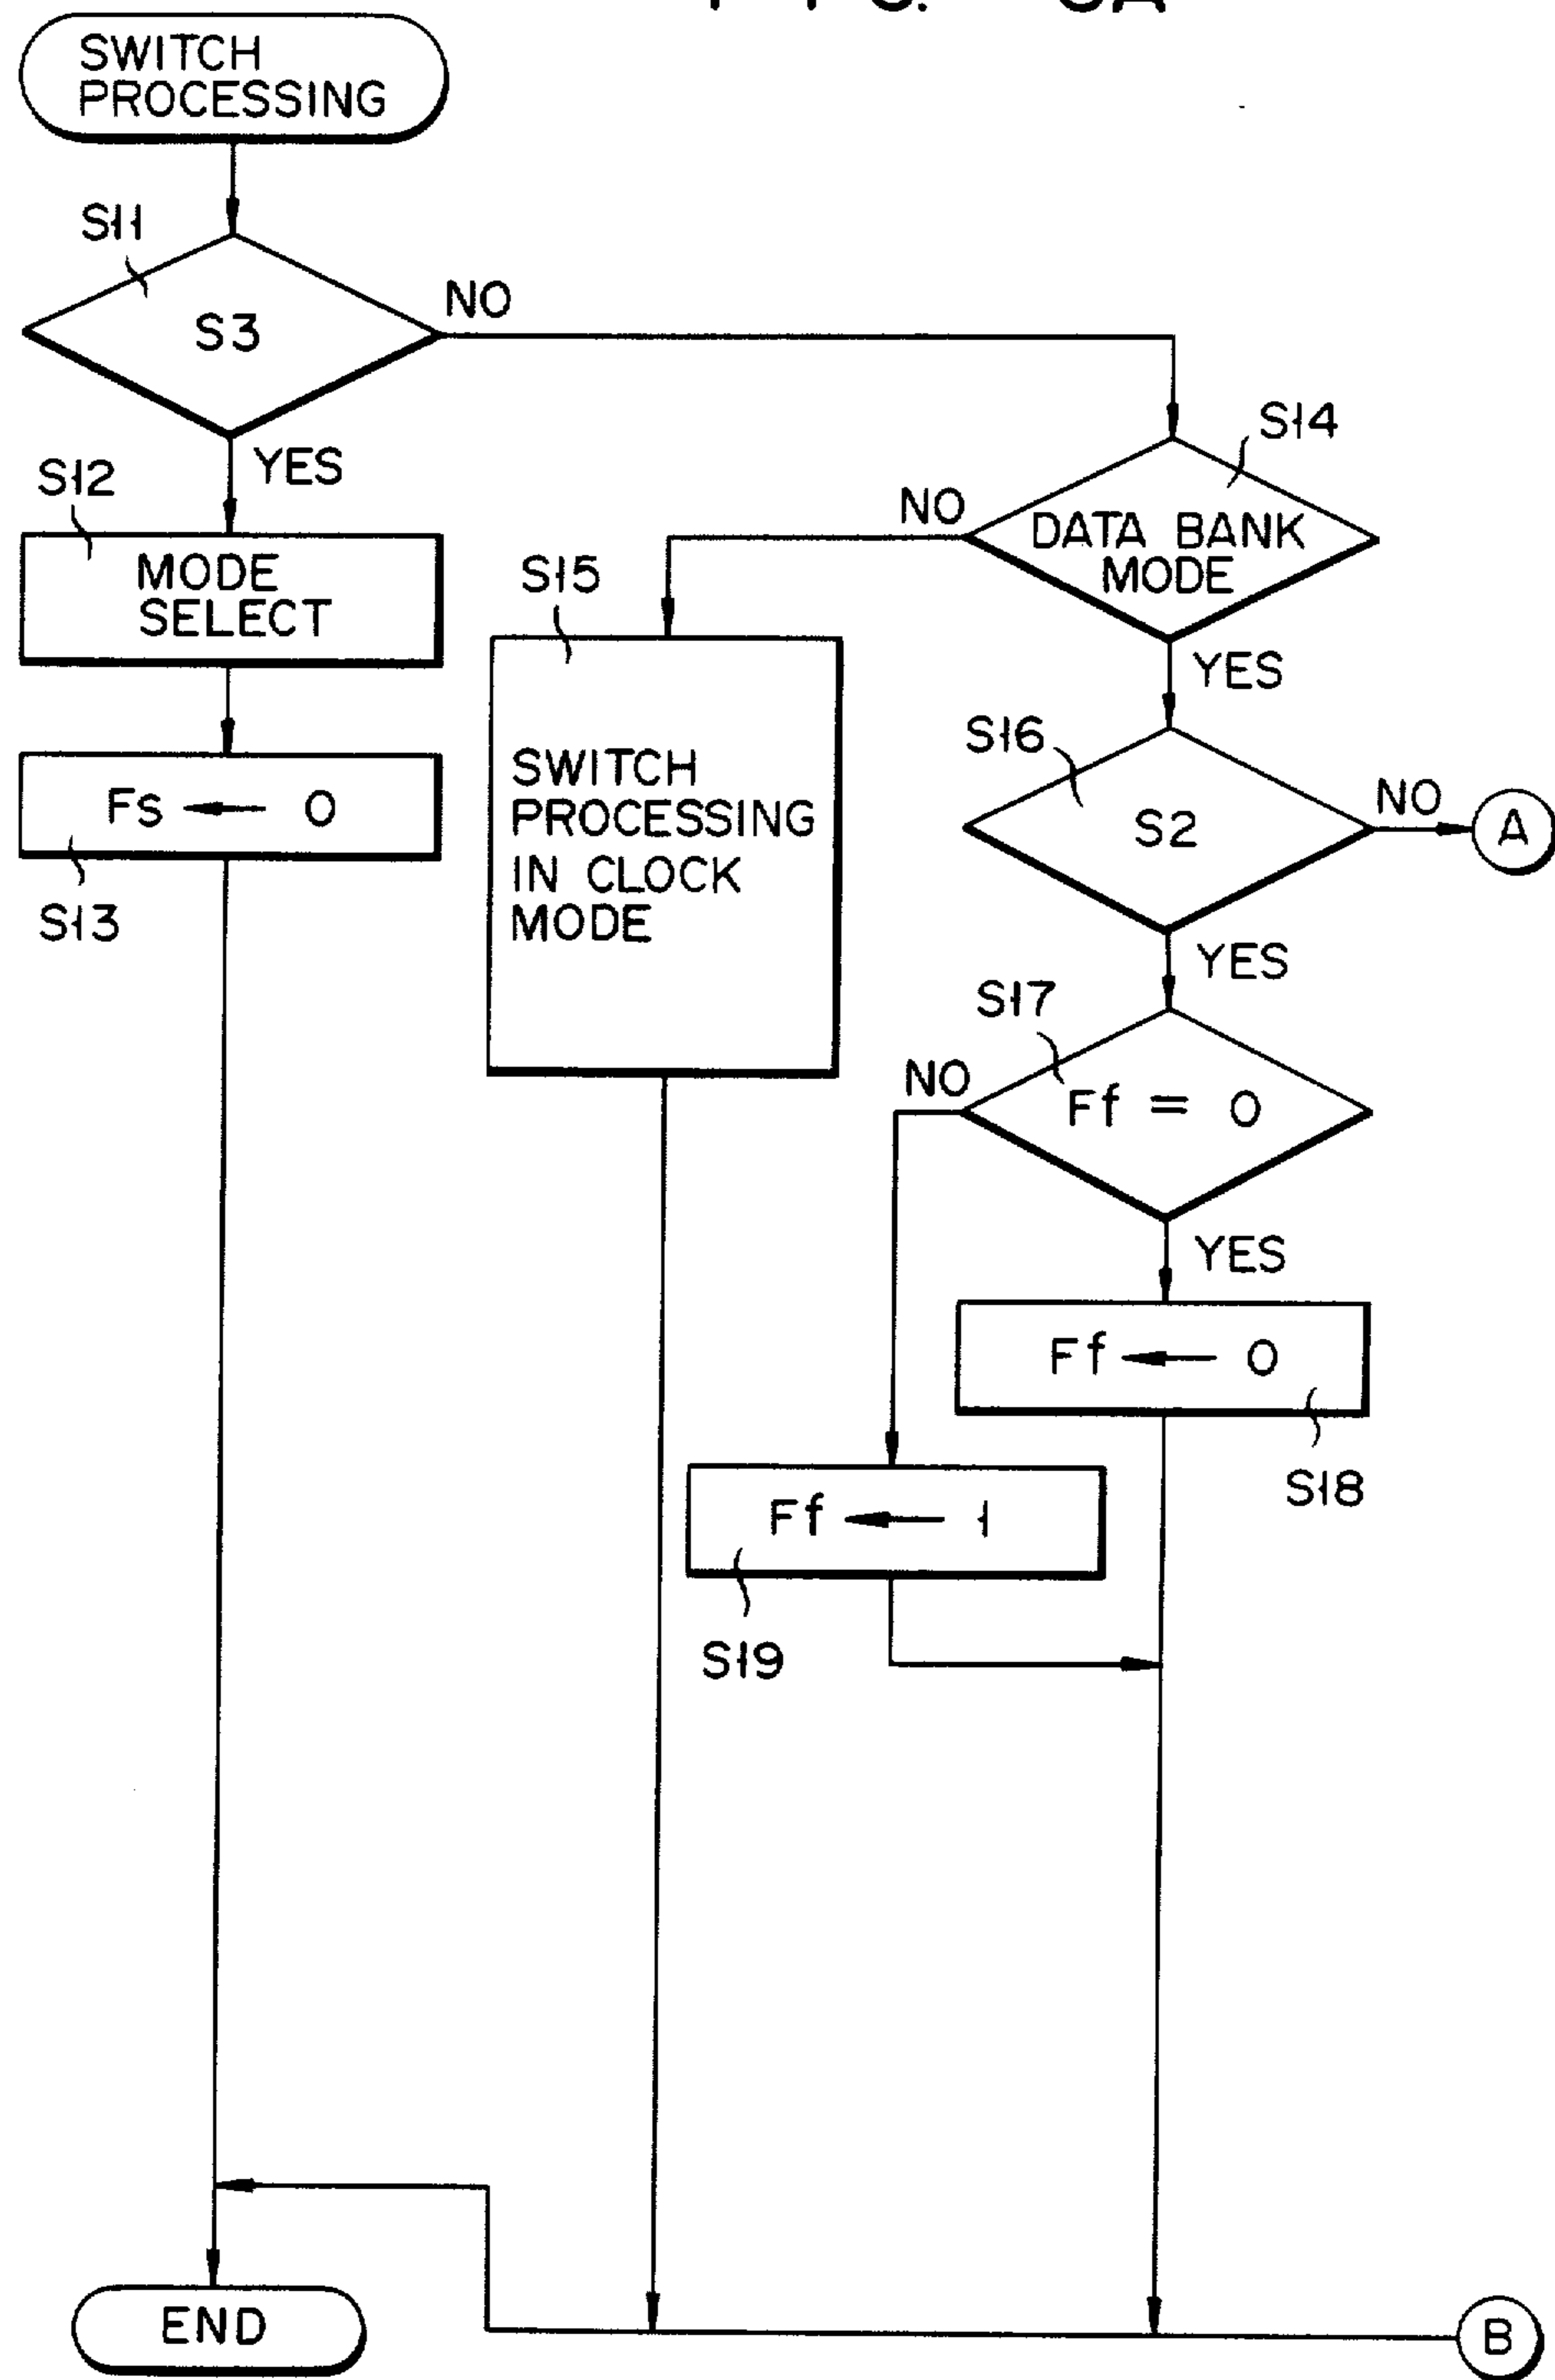 SWITCH
PROCESSING
S11
S3
NO
YES
S12
MODE
SELECT
Fs ← 0
S13
S14
DATA BANK
MODE
NO
YES
S15
SWITCH
PROCESSING
IN CLOCK
MODE
S16
S2
NO
A
YES
S17
Ff = 0
NO
YES
Ff ← 0
S18
Ff ← 1
S19
END
B